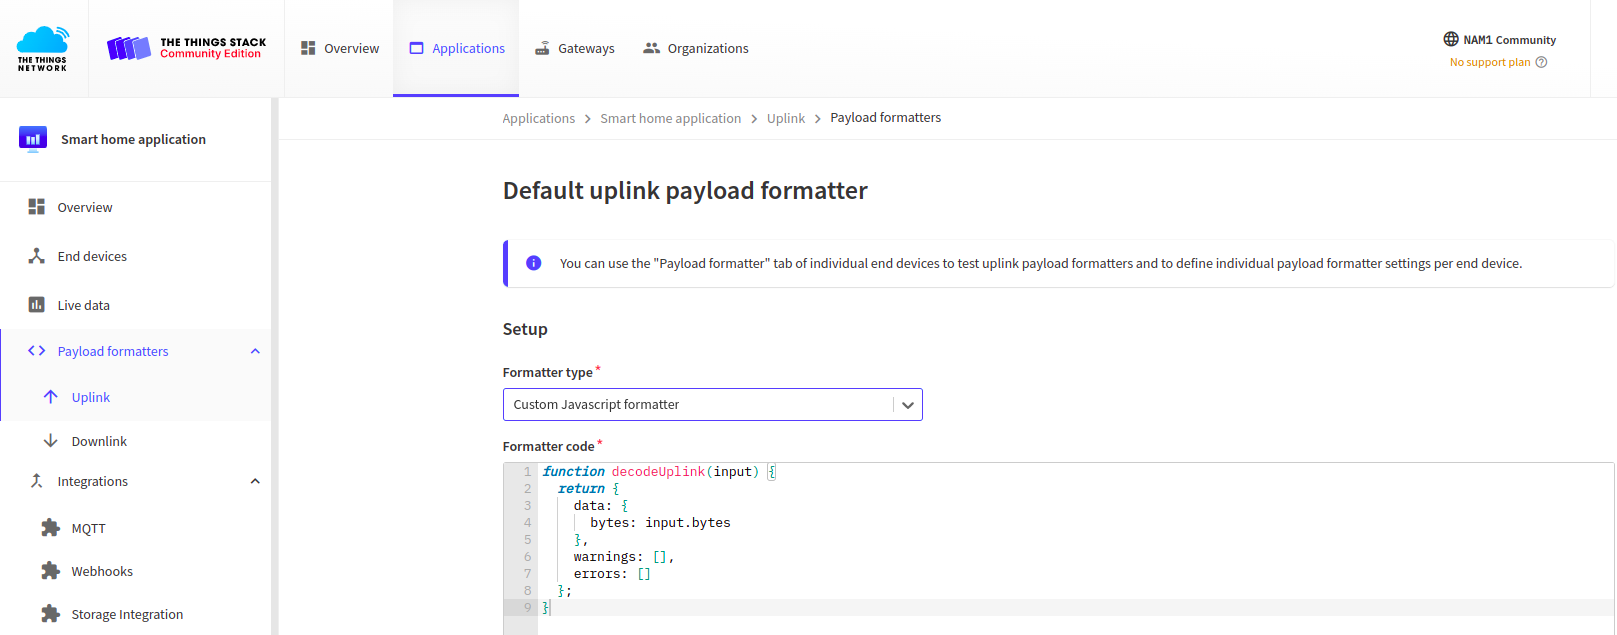 THE THINGS
NETWORK
THE THINGS STACK
Community Edition
Overview
Applications
Gateways
Organizations
NAM1 Community
No support plan
Smart home application
Overview
End devices
Live data
Payload formatters
Uplink
Downlink
Integrations
MQTT
Webhooks
Storage Integration
Applications > Smart home application > Uplink > Payload formatters
Default uplink payload formatter
You can use the "Payload formatter" tab of individual end devices to test uplink payload formatters and to define individual payload formatter settings per end device.
Setup
Formatter type*
Custom Javascript formatter
Formatter code*
1 function decodeUplink(input) {
2   return {
3     data: {
4       bytes: input.bytes
5     },
6     warnings: [],
7     errors: []
8   };
9 }